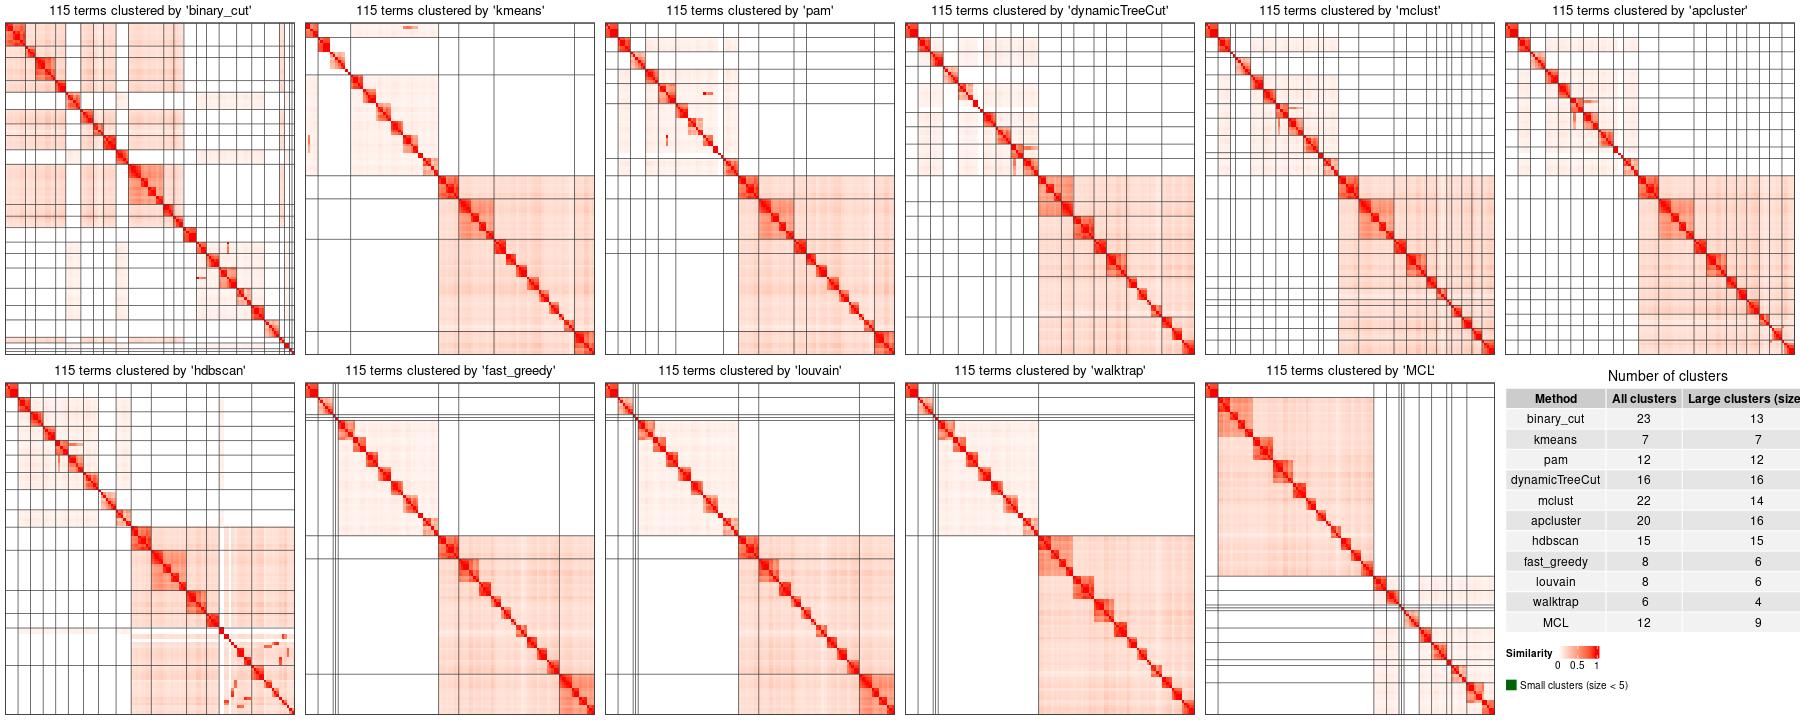 115 terms clustered by 'binary_cut'
115 terms clustered by 'kmeans'
115 terms clustered by 'pam'
115 terms clustered by 'dynamicTreeCut'
115 terms clustered by 'mclust'
115 terms clustered by 'apcluster'
115 terms clustered by 'hdbscan'
115 terms clustered by 'fast_greedy'
115 terms clustered by 'louvain'
115 terms clustered by 'walktrap'
115 terms clustered by 'MCL'
Number of clusters
Method All clusters Large clusters (size
binary_cut 23 13
kmeans 7 7
pam 12 12
dynamicTreeCut 16 16
mclust 22 14
apcluster 20 16
hdbscan 15 15
fast_greedy 8 6
louvain 8 6
walktrap 6 4
MCL 12 9
Similarity
0 0.5 1
Small clusters (size < 5)